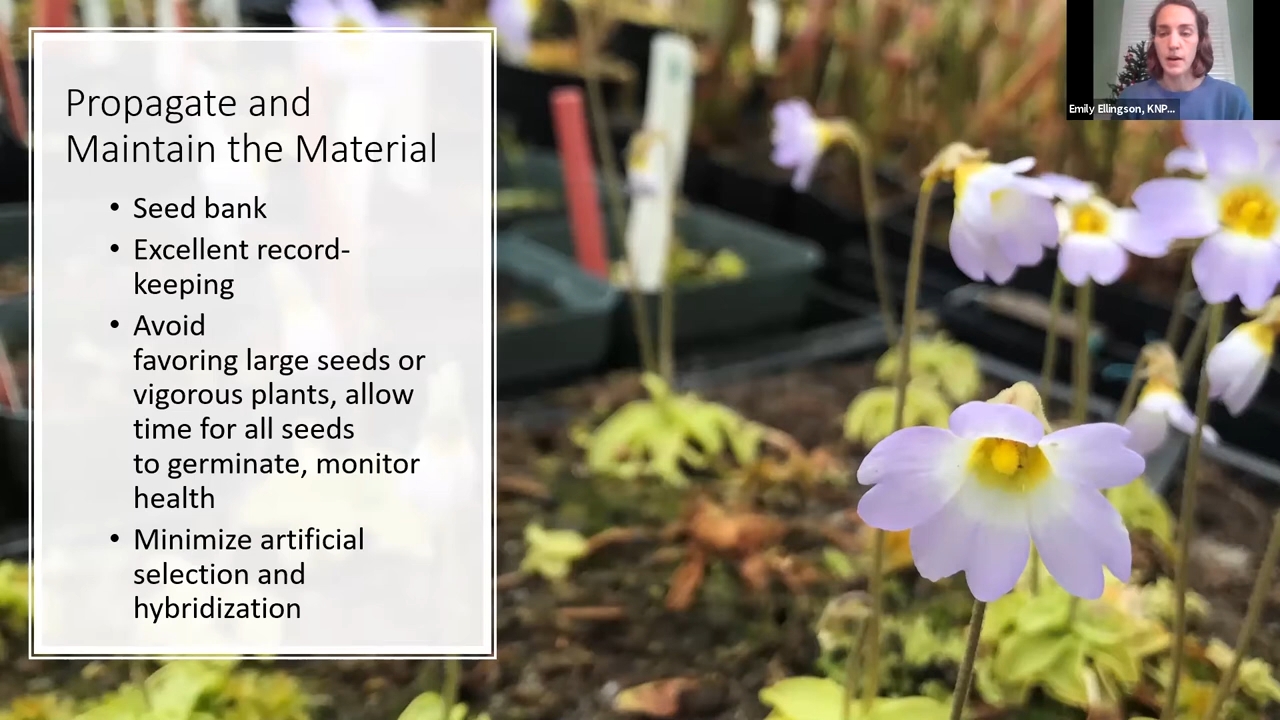 Propagate and
Maintain the Material
• Seed bank
• Excellent record-
keeping
• Avoid
favoring large seeds or
vigorous plants, allow
time for all seeds
to germinate, monitor
health
• Minimize artificial
selection and
hybridization
Emily Ellingson, KNP...